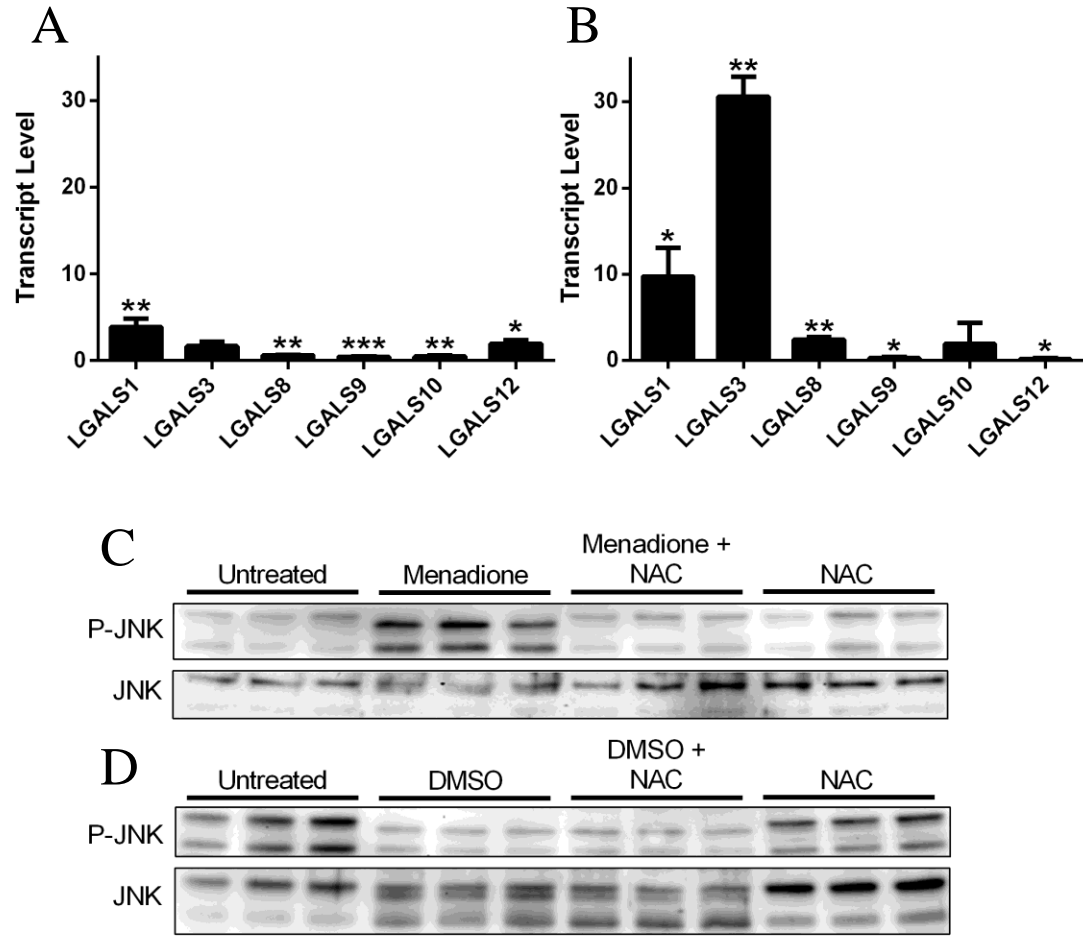 A
B
Transcript Level
30
20
10
0
** ** *** ** *
LGALS1 LGALS3 LGALS8 LGALS9 LGALS10 LGALS12
Transcript Level
30
20
10
0
* ** ** * *
LGALS1 LGALS3 LGALS8 LGALS9 LGALS10 LGALS12
C
Untreated
Menadione
Menadione +
NAC
NAC
P-JNK
JNK
D
Untreated
DMSO
DMSO +
NAC
NAC
P-JNK
JNK